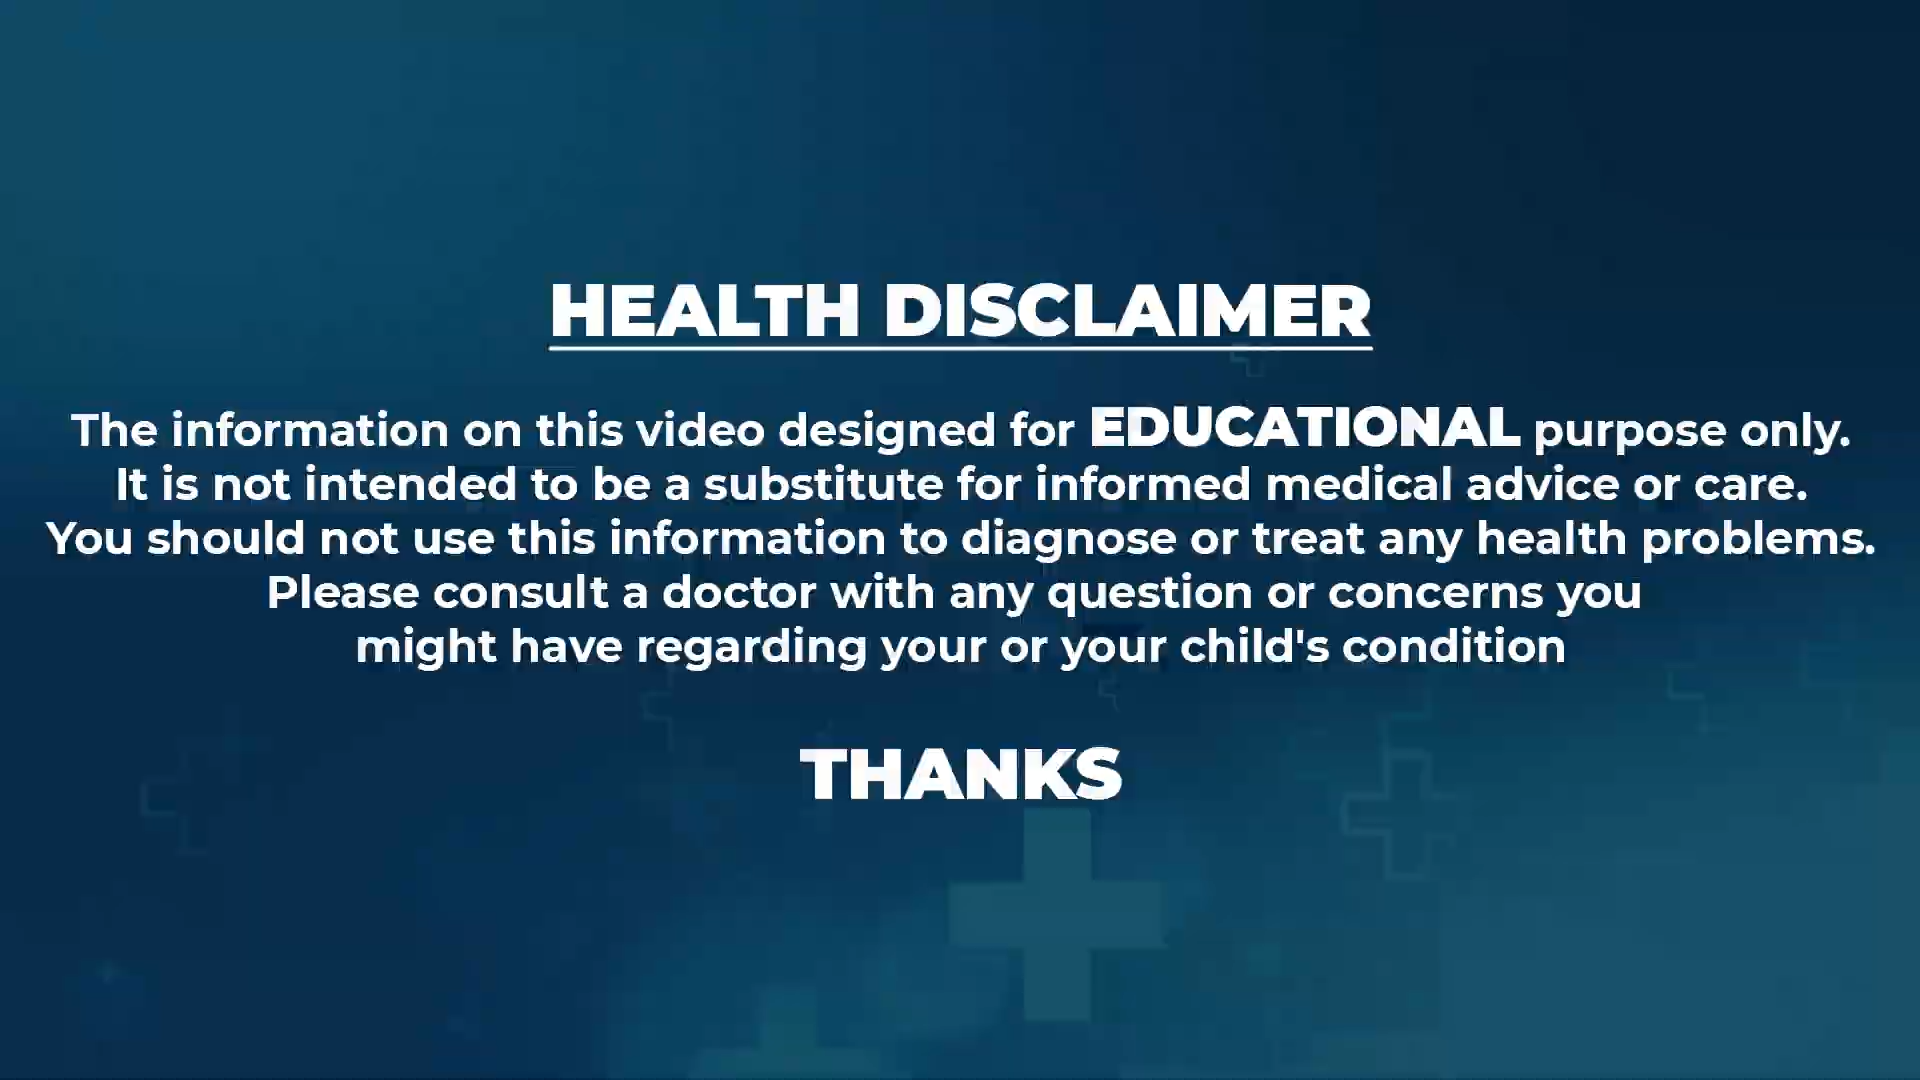 HEALTH DISCLAIMER
The information on this video designed for EDUCATIONAL purpose only.
It is not intended to be a substitute for informed medical advice or care.
You should not use this information to diagnose or treat any health problems.
Please consult a doctor with any question or concerns you
might have regarding your or your child's condition
THANKS